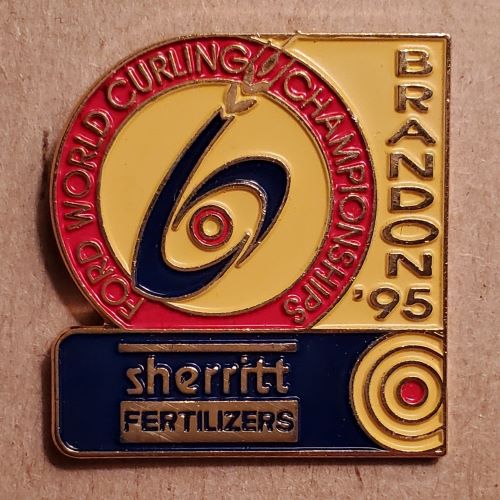 FORD WORLD CURLING CHAMPIONSHIPS
BRANDON '95
sherritt
FERTILIZERS